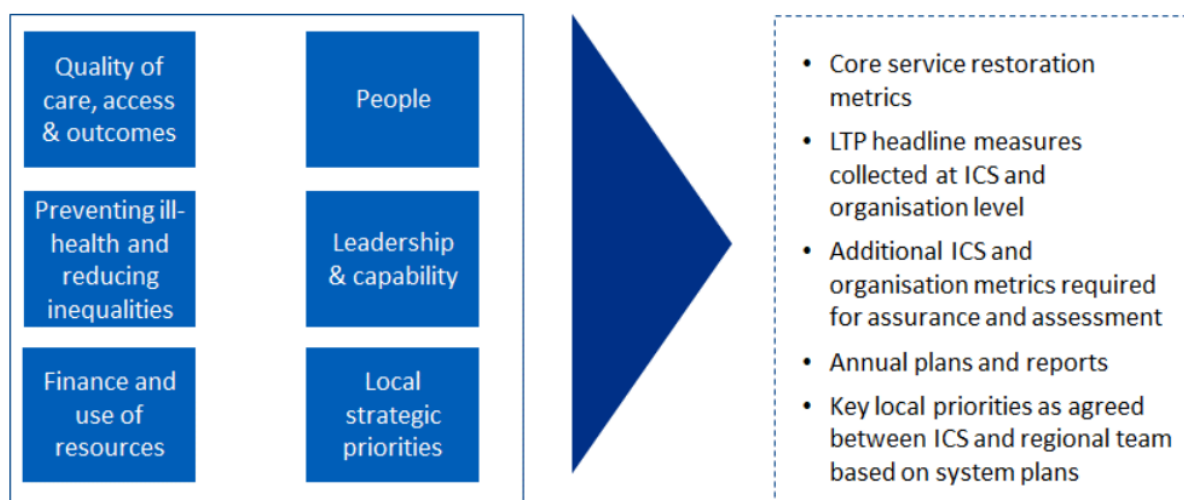 Quality of
care, access
& outcomes
People
Preventing ill-
health and
reducing
inequalities
Leadership
& capability
Finance and
use of
resources
Local
strategic
priorities
• Core service restoration
metrics
• LTP headline measures
collected at ICS and
organisation level
• Additional ICS and
organisation metrics required
for assurance and assessment
• Annual plans and reports
• Key local priorities as agreed
between ICS and regional team
based on system plans